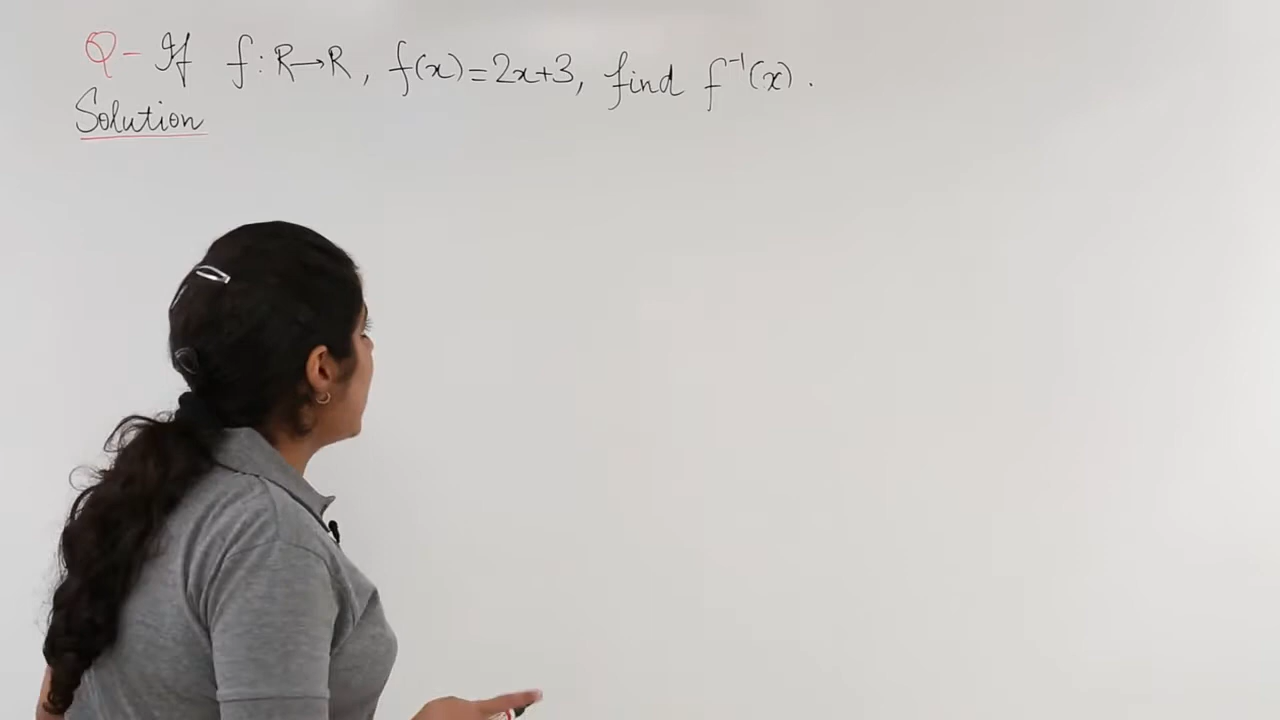 Q- If f: R→R, f(x)=2x+3, find f⁻¹(x).
Solution